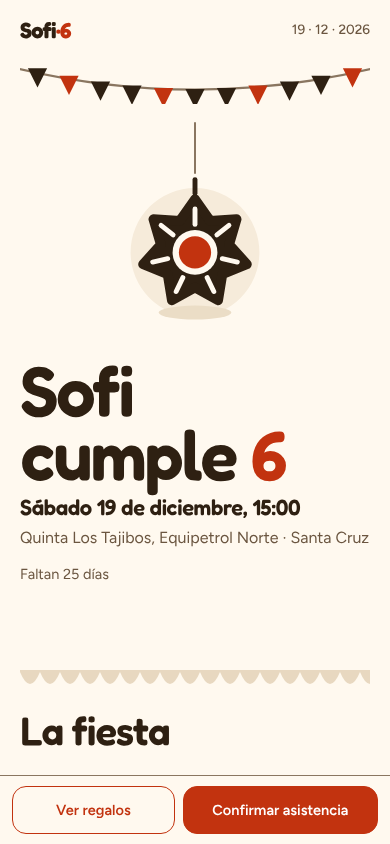 Sofi·6
19 · 12 · 2026
Sofi
cumple 6
Sábado 19 de diciembre, 15:00
Quinta Los Tajibos, Equipetrol Norte · Santa Cruz
Faltan 25 días
La fiesta
Ver regalos
Confirmar asistencia